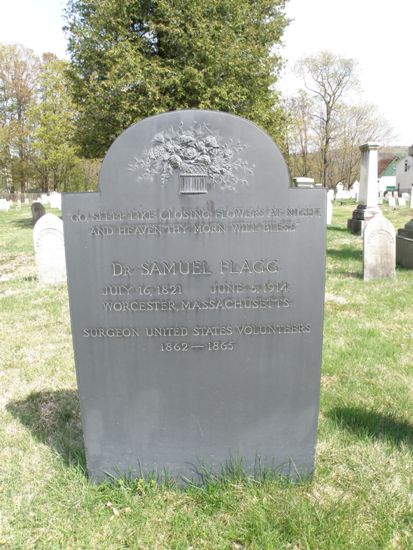 "GO SLEEP LIKE CLOSING FLOWERS AT NIGHT
AND HEAVEN THY MORN WILL BLESS"
DR SAMUEL FLAGG
JULY 16, 1821 JUNE 5, 1914
WORCESTER, MASSACHUSETTS
SURGEON UNITED STATES VOLUNTEERS
1862—1865